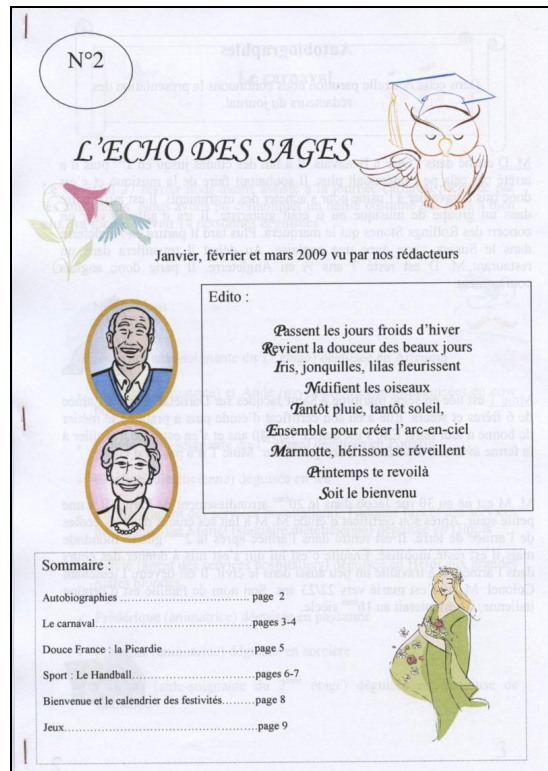 N°2
L'ECHO DES SAGES
Janvier, février et mars 2009 vu par nos rédacteurs
Edito :
Passent les jours froids d'hiver
Revient la douceur des beaux jours
Iris, jonquilles, lilas fleurissent
Nidifient les oiseaux
Tantôt pluie, tantôt soleil,
Ensemble pour créer l'arc-en-ciel
Marmotte, hérisson se réveillent
Printemps te revoilà
Soit le bienvenu
Sommaire :
Autobiographies ...............................page 2
Le carnaval.......................................pages 3-4
Douce France : la Picardie ...............page 5
Sport : Le Handball...........................pages 6-7
Bienvenue et le calendrier des festivités.........page 8
Jeux....................................................page 9